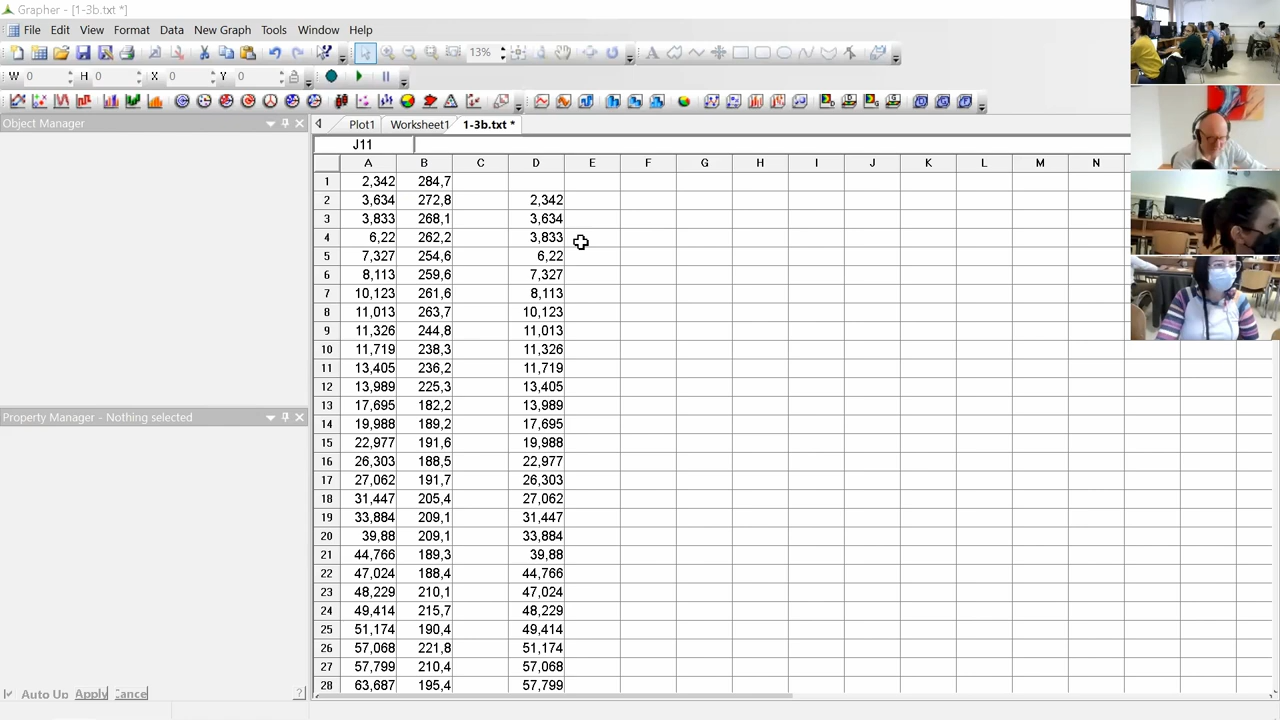 Grapher - [1-3b.txt *]
File Edit View Format Data New Graph Tools Window Help
13%
W 0 H 0 X 0 Y 0
Object Manager
Plot1 Worksheet1 1-3b.txt *
J11
A B C D E F G H I J K L M N
1 2,342 284,7
2 3,634 272,8 2,342
3 3,833 268,1 3,634
4 6,22 262,2 3,833
5 7,327 254,6 6,22
6 8,113 259,6 7,327
7 10,123 261,6 8,113
8 11,013 263,7 10,123
9 11,326 244,8 11,013
10 11,719 238,3 11,326
11 13,405 236,2 11,719
12 13,989 225,3 13,405
13 17,695 182,2 13,989
14 19,988 189,2 17,695
15 22,977 191,6 19,988
16 26,303 188,5 22,977
17 27,062 191,7 26,303
18 31,447 205,4 27,062
19 33,884 209,1 31,447
20 39,88 209,1 33,884
21 44,766 189,3 39,88
22 47,024 188,4 44,766
23 48,229 210,1 47,024
24 49,414 215,7 48,229
25 51,174 190,4 49,414
26 57,068 221,8 51,174
27 57,799 210,4 57,068
28 63,687 195,4 57,799
Property Manager - Nothing selected
Auto Up Apply Cance ?